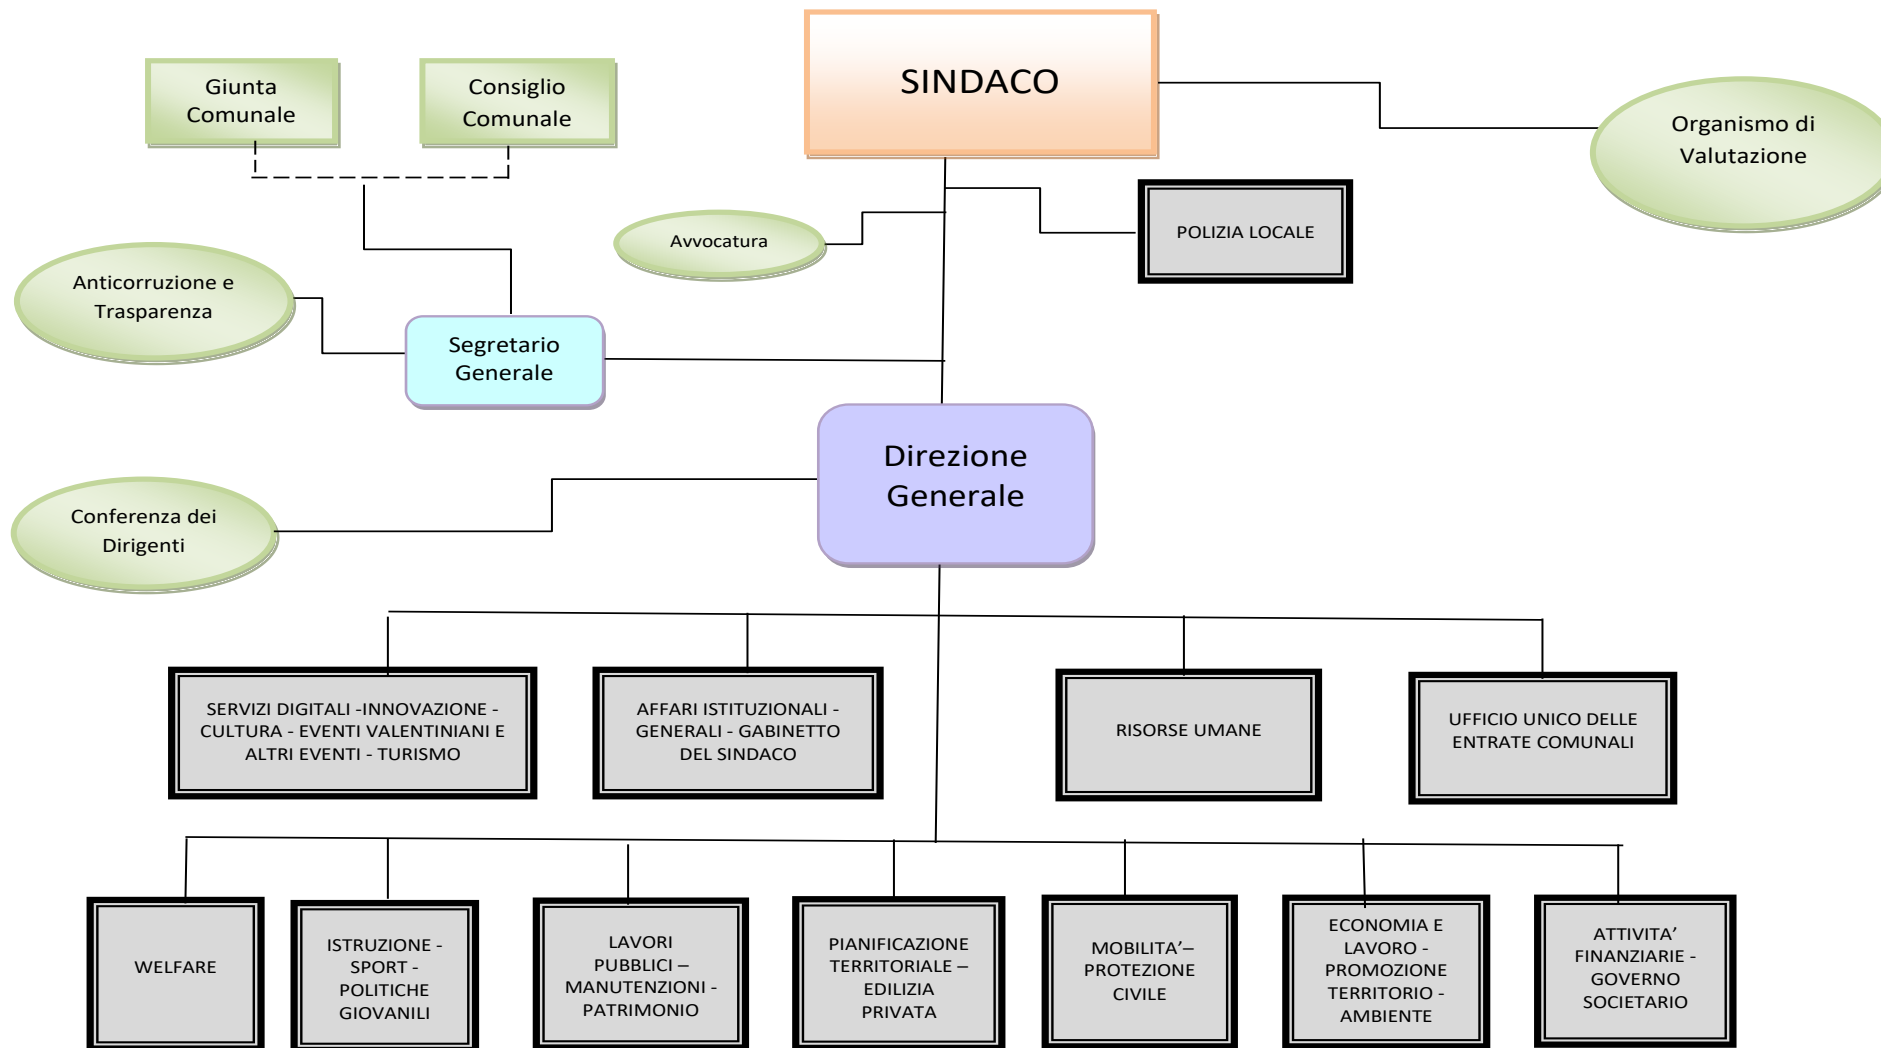 SINDACO
Giunta
Comunale
Consiglio
Comunale
Organismo di
Valutazione
POLIZIA LOCALE
Avvocatura
Anticorruzione e
Trasparenza
Segretario
Generale
Direzione
Generale
Conferenza dei
Dirigenti
SERVIZI DIGITALI -INNOVAZIONE -
CULTURA - EVENTI VALENTINIANI E
ALTRI EVENTI - TURISMO
AFFARI ISTITUZIONALI -
GENERALI - GABINETTO
DEL SINDACO
RISORSE UMANE
UFFICIO UNICO DELLE
ENTRATE COMUNALI
WELFARE
ISTRUZIONE -
SPORT -
POLITICHE
GIOVANILI
LAVORI
PUBBLICI –
MANUTENZIONI -
PATRIMONIO
PIANIFICAZIONE
TERRITORIALE –
EDILIZIA
PRIVATA
MOBILITA’–
PROTEZIONE
CIVILE
ECONOMIA E
LAVORO -
PROMOZIONE
TERRITORIO -
AMBIENTE
ATTIVITA’
FINANZIARIE -
GOVERNO
SOCIETARIO